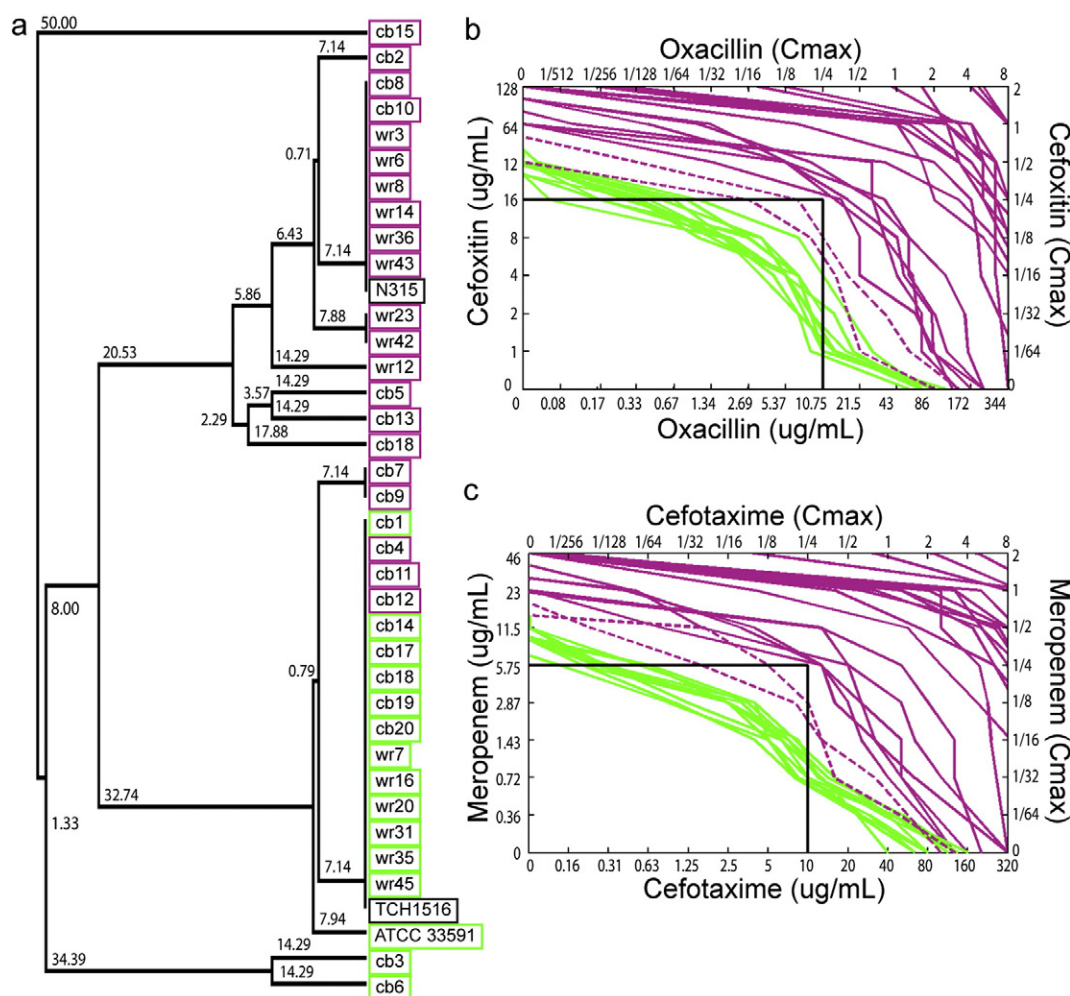 a
50.00
cb15
7.14
cb2
cb8
cb10
wr3
0.71
wr6
wr8
wr14
6.43
wr36
7.14
wr43
5.86
N315
7.88
wr23
wr42
20.53
14.29
wr12
14.29
cb5
3.57
14.29
cb13
2.29
17.88
cb18
7.14
cb7
cb9
cb1
cb4
cb11
8.00
cb12
cb14
0.79
cb17
cb18
cb19
cb20
wr7
wr16
32.74
wr20
1.33
wr31
wr35
7.14
wr45
TCH1516
7.94
ATCC 33591
34.39
14.29
cb3
14.29
cb6
b
Oxacillin (Cmax)
0 1/512 1/256 1/128 1/64 1/32 1/16 1/8 1/4 1/2 1 2 4 8
Cefoxitin (ug/mL)
128
64
12
16
8
4
2
1
0
2
1
1/2
1/4
1/8
1/16
1/32
1/64
0
Cefoxitin (Cmax)
0 0.08 0.17 0.33 0.67 1.34 2.69 5.37 10.75 21.5 43 86 172 344
Oxacillin (ug/mL)
c
Cefotaxime (Cmax)
0 1/256 1/128 1/64 1/32 1/16 1/8 1/4 1/2 1 2 4 8
Meropenem (ug/mL)
46
23
11.5
5.75
2.87
1.43
0.72
0.36
0
2
1
1/2
1/4
1/8
1/16
1/32
1/64
0
Meropenem (Cmax)
0 0.16 0.31 0.63 1.25 2.5 5 10 20 40 80 160 320
Cefotaxime (ug/mL)